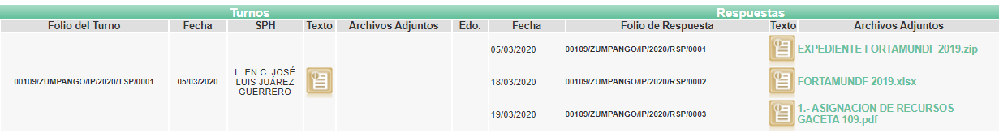 Turnos Respuestas
Folio del Turno Fecha SPH Texto Archivos Adjuntos Edo. Fecha Folio de Respuesta Texto Archivos Adjuntos
00109/ZUMPANGO/IP/2020/TSP/0001 05/03/2020 L. EN C. JOSÉ
LUIS JUÁREZ
GUERRERO
05/03/2020 00109/ZUMPANGO/IP/2020/RSP/0001 EXPEDIENTE FORTAMUNDF 2019.zip
18/03/2020 00109/ZUMPANGO/IP/2020/RSP/0002 FORTAMUNDF 2019.xlsx
19/03/2020 00109/ZUMPANGO/IP/2020/RSP/0003 1.- ASIGNACION DE RECURSOS
GACETA 109.pdf